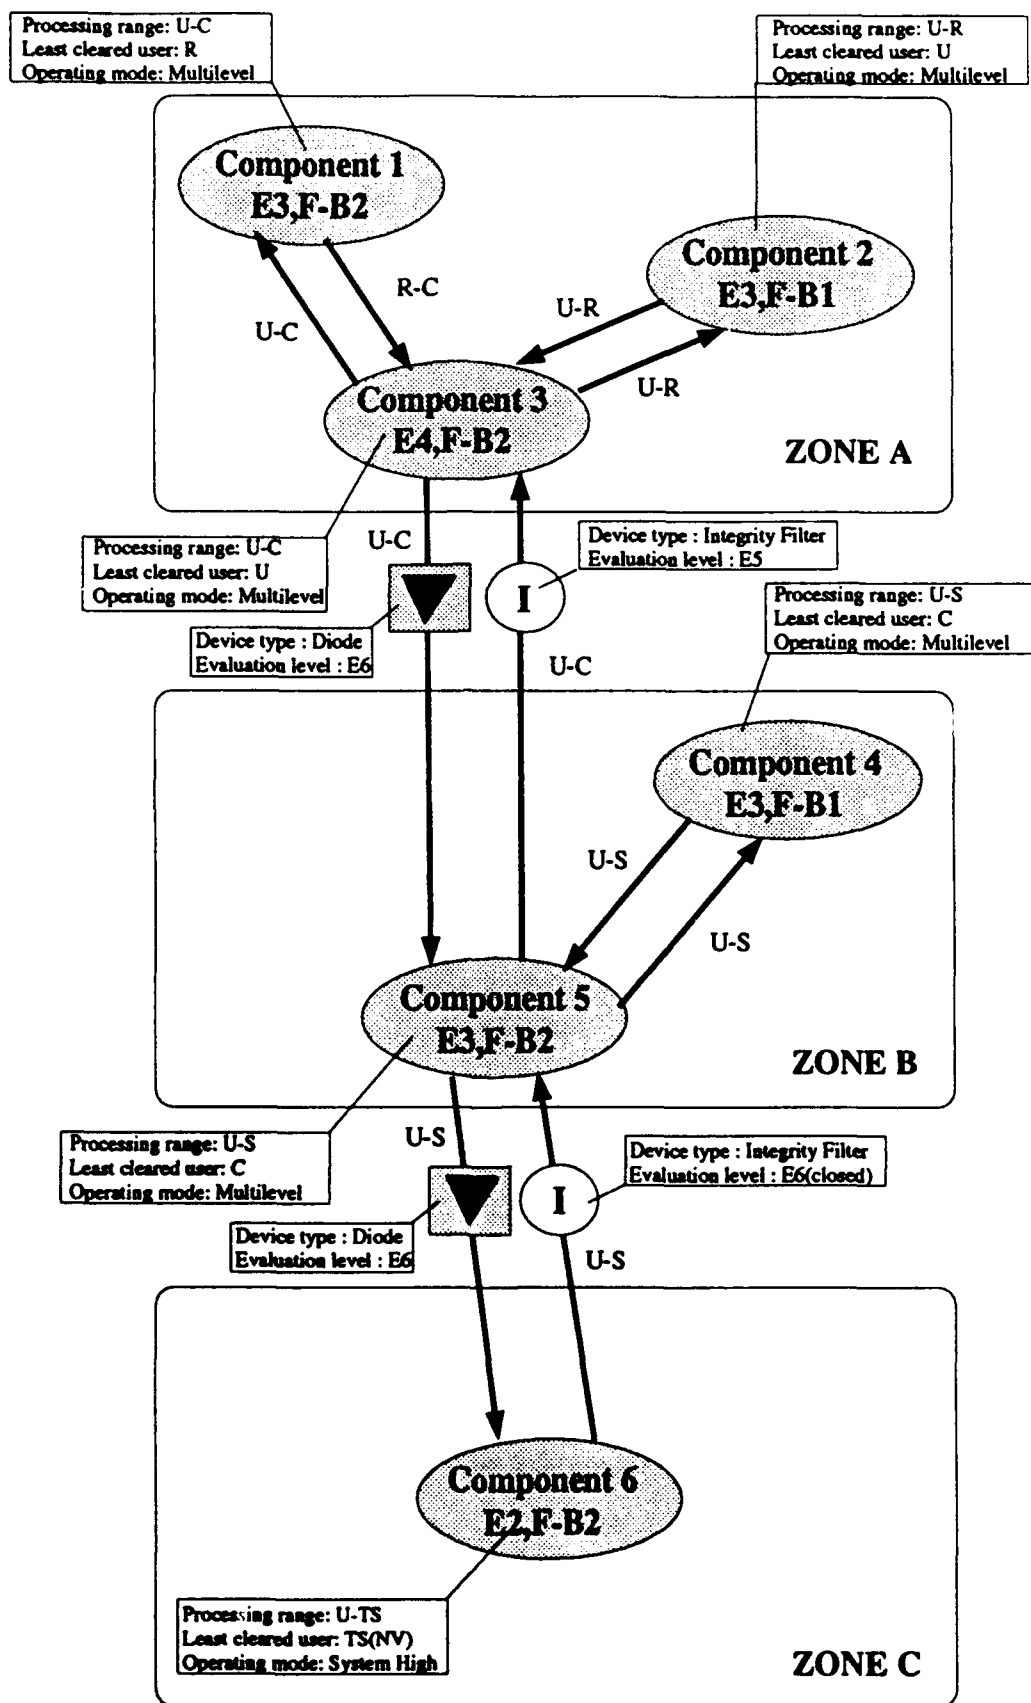 Processing range: U-C
Least cleared user: R
Operating mode: Multilevel
Processing range: U-R
Least cleared user: U
Operating mode: Multilevel
Component 1
E3,F-B2
Component 2
E3,F-B1
R-C
U-C
U-R
U-R
Component 3
E4,F-B2
ZONE A
Processing range: U-C
Least cleared user: U
Operating mode: Multilevel
U-C
Device type : Integrity Filter
Evaluation level : E5
I
Device type : Diode
Evaluation level : E6
U-C
Processing range: U-S
Least cleared user: C
Operating mode: Multilevel
Component 4
E3,F-B1
U-S
U-S
Component 5
E3,F-B2
ZONE B
Processing range: U-S
Least cleared user: C
Operating mode: Multilevel
U-S
Device type : Integrity Filter
Evaluation level : E6(closed)
I
Device type : Diode
Evaluation level : E6
U-S
Component 6
E2,F-B2
Processing range: U-TS
Least cleared user: TS(NV)
Operating mode: System High
ZONE C